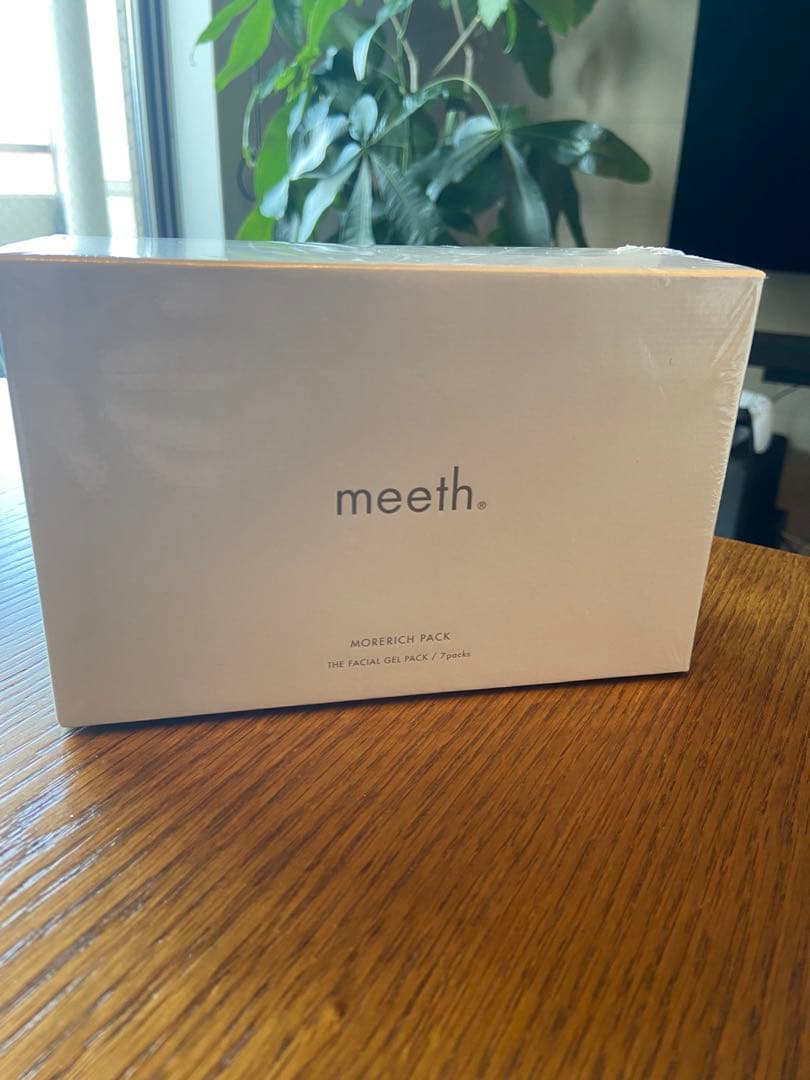 meeth®
MORERICH PACK
THE FACIAL GEL PACK / 7packs